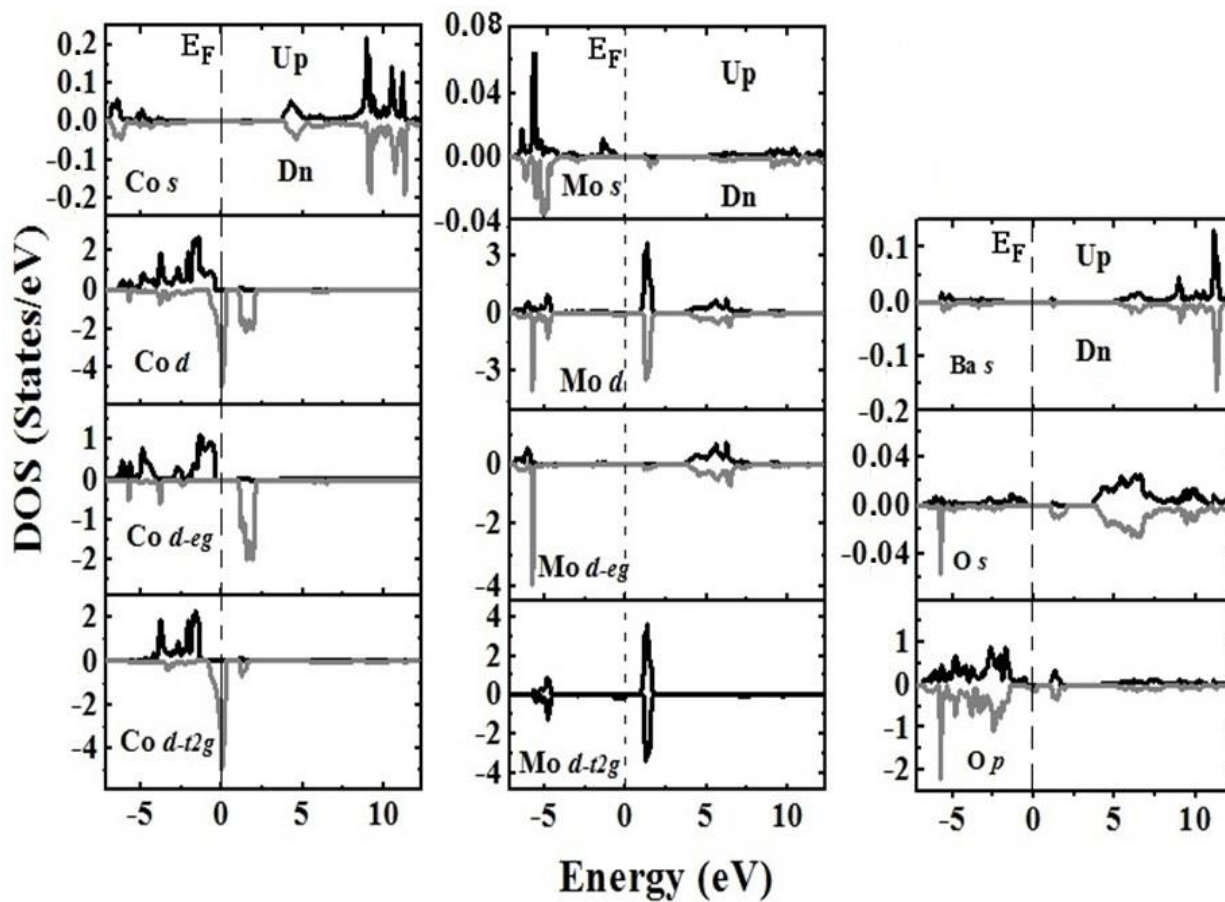 DOS (States/eV)
0.2
0.1
0.0
-0.1
-0.2
E_F
Up
Dn
Co s
2
0
-2
-4
Co d
1
0
-1
-2
Co d-eg
2
0
-2
-4
Co d-t2g
-5 0 5 10
0.08
0.04
0.00
-0.04
E_F
Up
Mo s
Dn
3
0
-3
Mo d
0
-2
-4
Mo d-eg
4
2
0
-2
-4
Mo d-t2g
-5 0 5 10
0.1
0.0
-0.1
-0.2
E_F
Up
Ba s
Dn
0.04
0.00
-0.04
O s
1
0
-1
-2
O p
-5 0 5 10
Energy (eV)